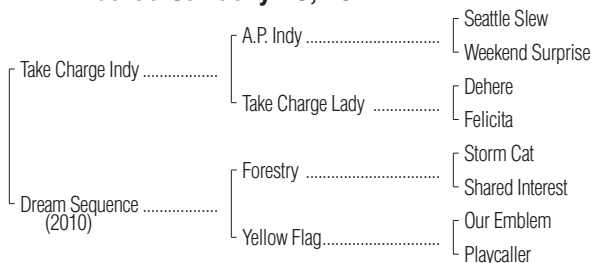 A.P. Indy
Seattle Slew
Weekend Surprise
Take Charge Indy
Take Charge Lady
Dehere
Felicita
Dream Sequence
(2010)
Forestry
Storm Cat
Shared Interest
Yellow Flag
Our Emblem
Playcaller